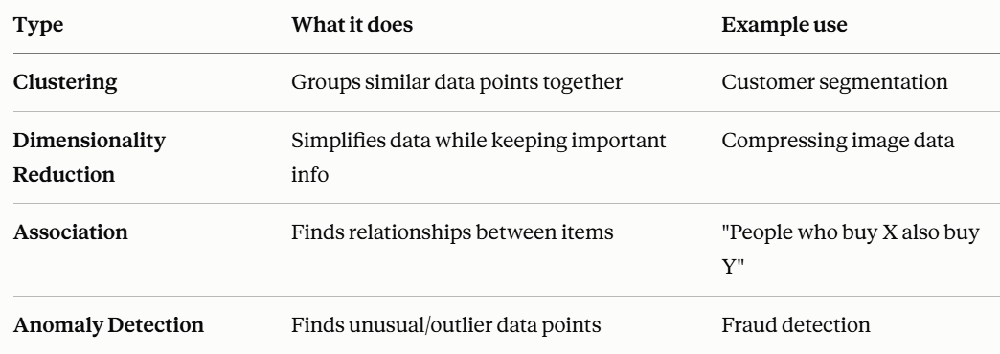 Type What it does Example use
Clustering Groups similar data points together Customer segmentation
Dimensionality Simplifies data while keeping important Compressing image data
Reduction info
Association Finds relationships between items "People who buy X also buy
Y"
Anomaly Detection Finds unusual/outlier data points Fraud detection